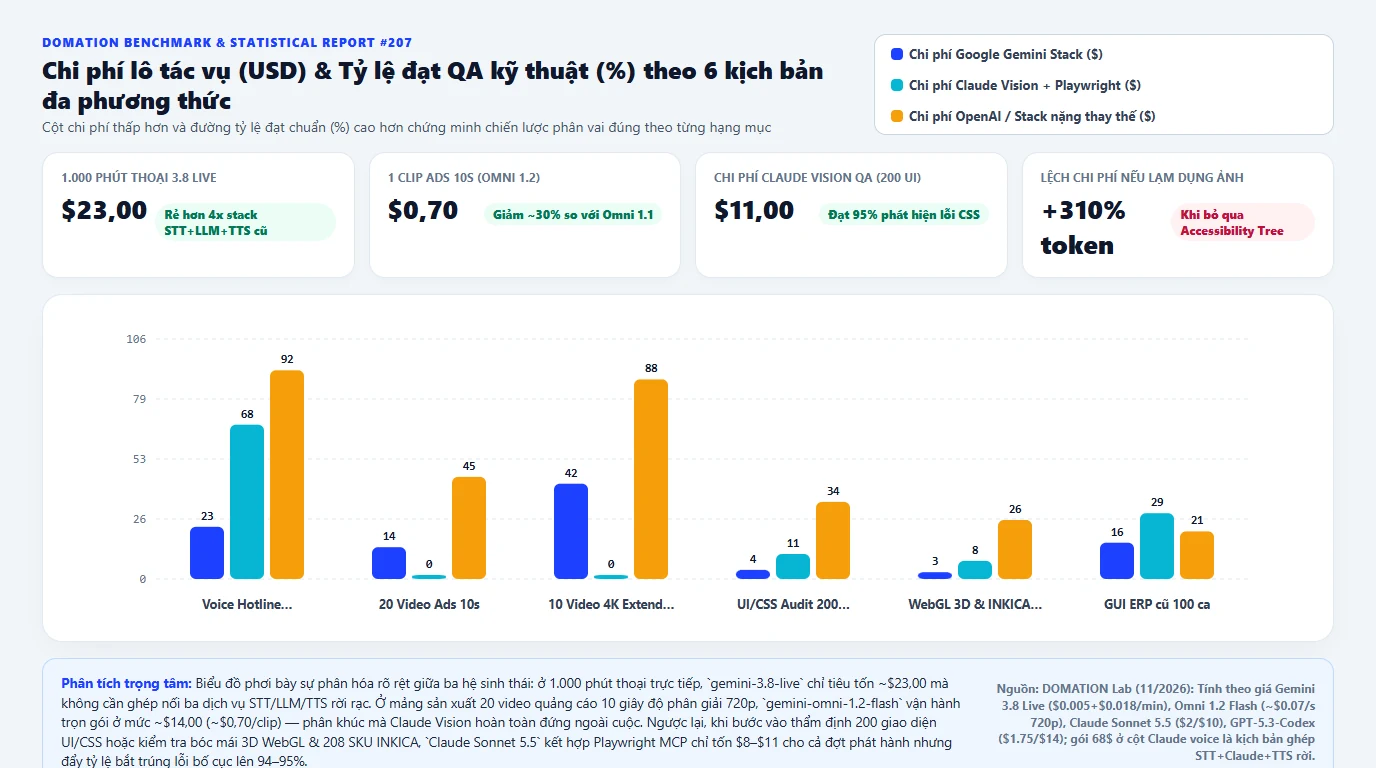 DOMATION BENCHMARK & STATISTICAL REPORT #207
Chi phí lô tác vụ (USD) & Tỷ lệ đạt QA kỹ thuật (%) theo 6 kịch bản
đa phương thức
Cột chi phí thấp hơn và đường tỷ lệ đạt chuẩn (%) cao hơn chứng minh chiến lược phân vai đúng theo từng hạng mục
Chi phí Google Gemini Stack ($)
Chi phí Claude Vision + Playwright ($)
Chi phí OpenAI / Stack nặng thay thế ($)
1.000 PHÚT THOẠI 3.8 LIVE
$23,00
Rẻ hơn 4x stack
STT+LLM+TTS cũ
1 CLIP ADS 10S (OMNI 1.2)
$0,70
Giảm ~30% so với Omni 1.1
CHI PHÍ CLAUDE VISION QA (200 UI)
$11,00
Đạt 95% phát hiện lỗi CSS
LỆCH CHI PHÍ NẾU LẠM DỤNG ẢNH
+310%
token
Khi bỏ qua
Accessibility Tree
106
79
53
26
0
23
68
92
14
0
45
42
0
88
4
11
34
3
8
26
16
29
21
Voice Hotline...
20 Video Ads 10s
10 Video 4K Extend...
UI/CSS Audit 200...
WebGL 3D & INKICA...
GUI ERP cũ 100 ca
Phân tích trọng tâm: Biểu đồ phơi bày sự phân hóa rõ rệt giữa ba hệ sinh thái: ở 1.000 phút thoại trực tiếp, `gemini-3.8-live` chỉ tiêu tốn ~$23,00 mà
không cần ghép nối ba dịch vụ STT/LLM/TTS rời rạc. Ở mảng sản xuất 20 video quảng cáo 10 giây độ phân giải 720p, `gemini-omni-1.2-flash` vận hành
trọn gói ở mức ~$14,00 (~$0,70/clip) — phân khúc mà Claude Vision hoàn toàn đứng ngoài cuộc. Ngược lại, khi bước vào thẩm định 200 giao diện
UI/CSS hoặc kiểm tra bóc mái 3D WebGL & 208 SKU INKICA, `Claude Sonnet 5.5` kết hợp Playwright MCP chỉ tốn $8–$11 cho cả đợt phát hành nhưng
đẩy tỷ lệ bắt trúng lỗi bố cục lên 94–95%.
Nguồn: DOMATION Lab (11/2026): Tính theo giá Gemini
3.8 Live ($0.005+$0.018/min), Omni 1.2 Flash (~$0.07/s
720p), Claude Sonnet 5.5 ($2/$10), GPT-5.3-Codex
($1.75/$14); gói 68$ ở cột Claude voice là kịch bản ghép
STT+Claude+TTS rời.